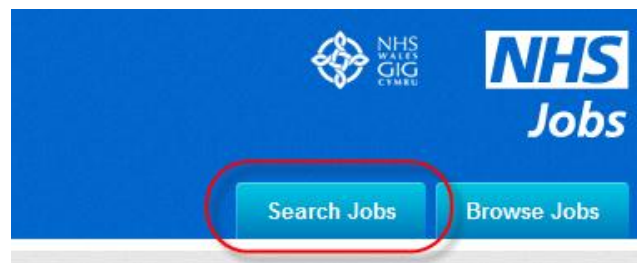 NHS
WALES
GIG
CYMRU
NHS
Jobs
Search Jobs
Browse Jobs